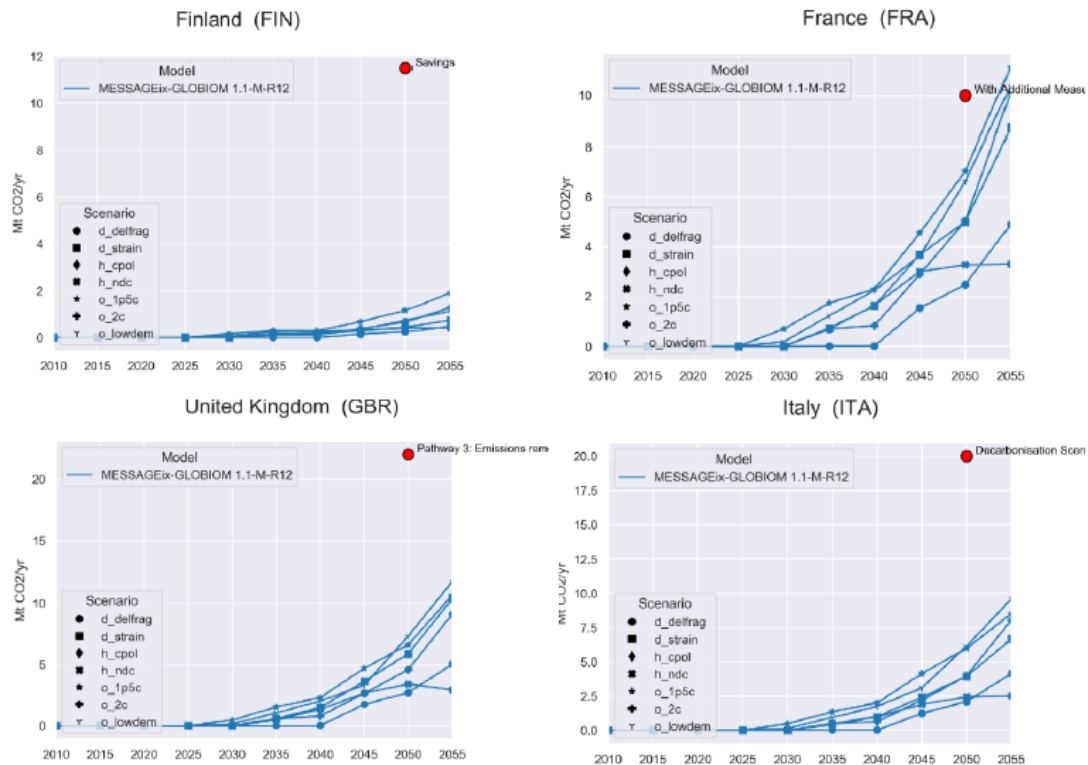 Finland (FIN)
12
10
8
6
4
2
0
Mt CO2/yr
Model
MESSAGEix-GLOBIOM 1.1-M-R12
Savings
Scenario
d_delfrag
d_strain
h_cpol
h_ndc
o_1p5c
o_2c
o_lowdem
2010 2015 2020 2025 2030 2035 2040 2045 2050 2055
France (FRA)
10
8
6
4
2
0
Mt CO2/yr
Model
MESSAGEix-GLOBIOM 1.1-M-R12
With Additional Measu
Scenario
d_delfrag
d_strain
h_cpol
h_ndc
o_1p5c
o_2c
o_lowdem
2010 2015 2020 2025 2030 2035 2040 2045 2050 2055
United Kingdom (GBR)
20
15
10
5
0
Mt CO2/yr
Model
MESSAGEix-GLOBIOM 1.1-M-R12
Pathway 3: Emissions rem
Scenario
d_delfrag
d_strain
h_cpol
h_ndc
o_1p5c
o_2c
o_lowdem
2010 2015 2020 2025 2030 2035 2040 2045 2050 2055
Italy (ITA)
20.0
17.5
15.0
12.5
10.0
7.5
5.0
2.5
0.0
Mt CO2/yr
Model
MESSAGEix-GLOBIOM 1.1-M-R12
Decarbonisation Scen
Scenario
d_delfrag
d_strain
h_cpol
h_ndc
o_1p5c
o_2c
o_lowdem
2010 2015 2020 2025 2030 2035 2040 2045 2050 2055